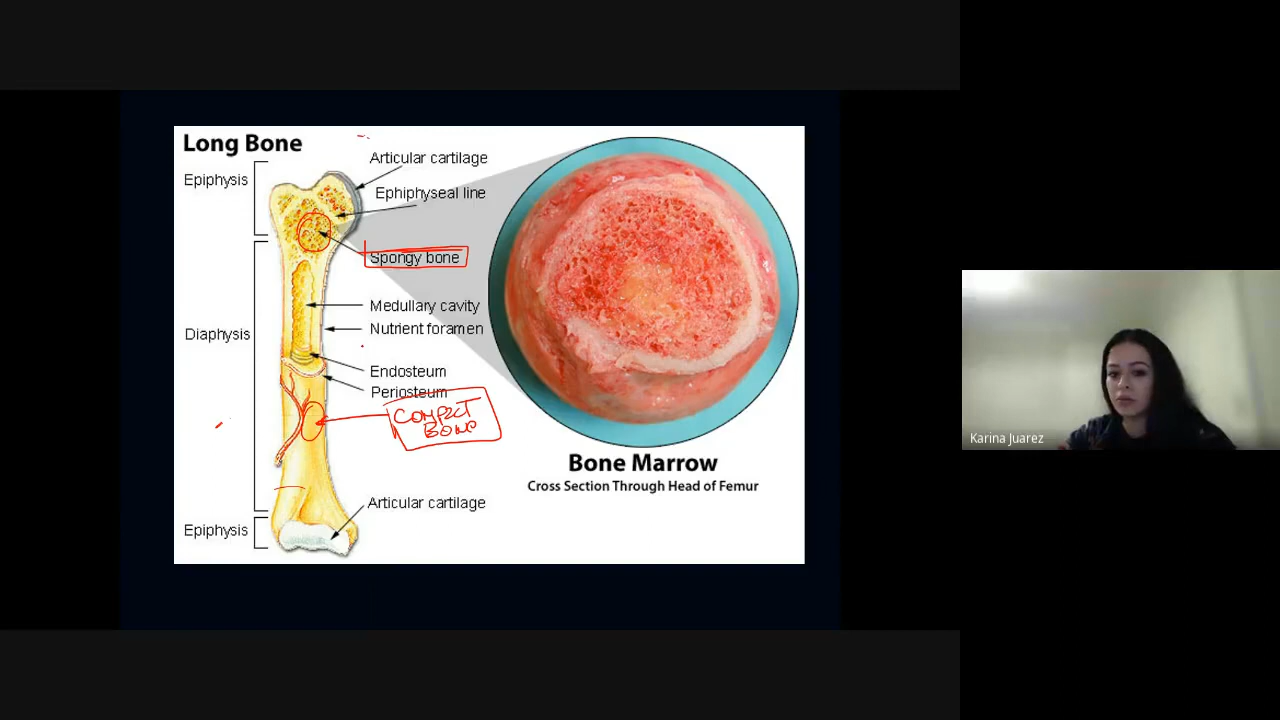 Long Bone
Epiphysis
Articular cartilage
Ephiphyseal line
Spongy bone
Medullary cavity
Diaphysis
Nutrient foramen
Endosteum
Periosteum
COMPACT
BONE
Articular cartilage
Epiphysis
Bone Marrow
Cross Section Through Head of Femur
Karina Juarez